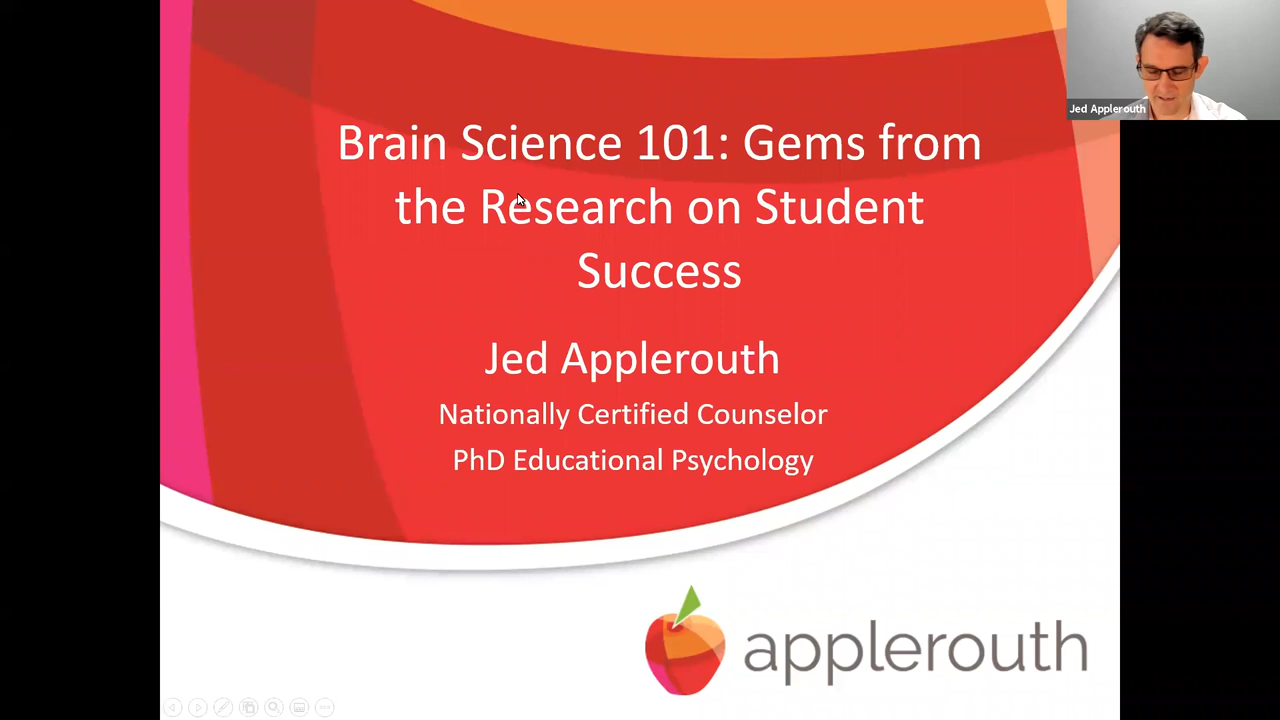 Jed Applerouth
Brain Science 101: Gems from
the Research on Student
Success
Jed Applerouth
Nationally Certified Counselor
PhD Educational Psychology
applerouth